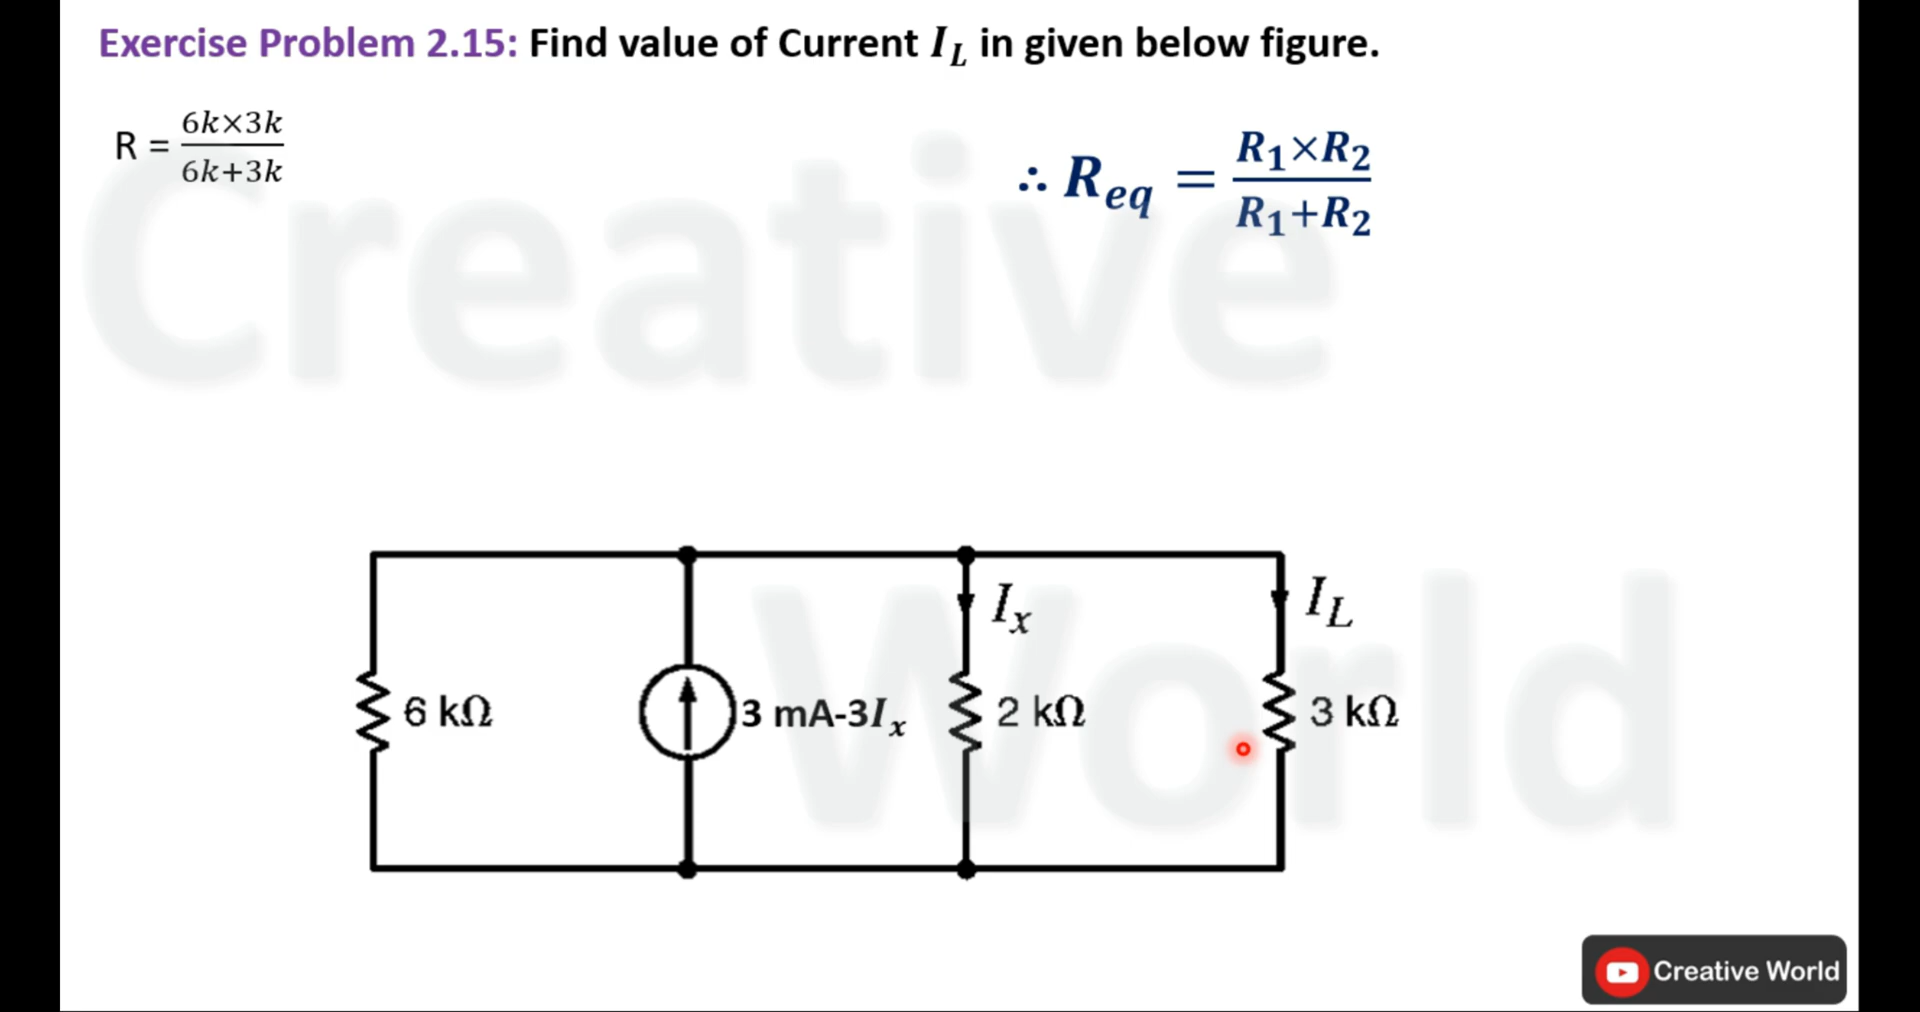 Exercise Problem 2.15: Find value of Current I_L in given below figure.
R = 6k×3k / 6k+3k
∴ R_eq = R₁×R₂ / R₁+R₂
Creative
World
I_x
I_L
6 kΩ
3 mA-3I_x
2 kΩ
3 kΩ
Creative World